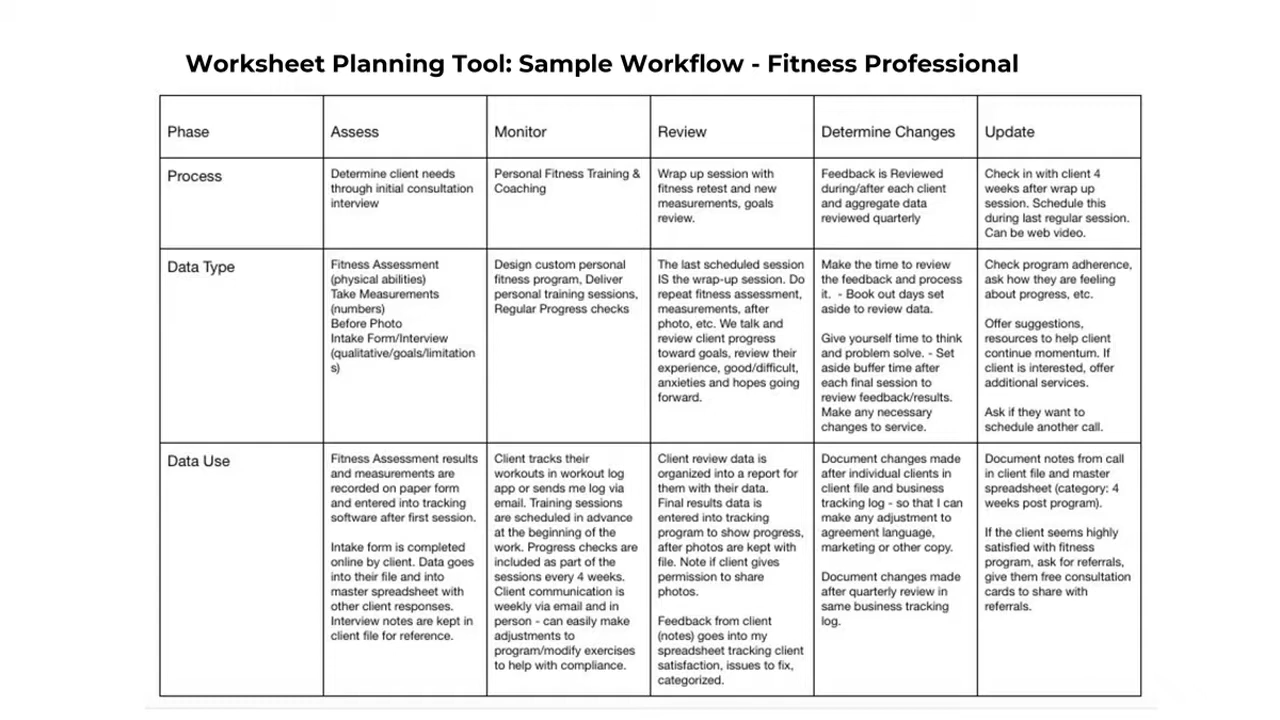 Worksheet Planning Tool: Sample Workflow - Fitness Professional
Phase
Assess
Monitor
Review
Determine Changes
Update
Process
Determine client needs
through initial consultation
interview
Personal Fitness Training &
Coaching
Wrap up session with
fitness retest and new
measurements, goals
review.
Feedback is Reviewed
during/after each client
and aggregate data
reviewed quarterly
Check in with client 4
weeks after wrap up
session. Schedule this
during last regular session.
Can be web video.
Data Type
Fitness Assessment
(physical abilities)
Take Measurements
(numbers)
Before Photo
Intake Form/Interview
(qualitative/goals/limitation
s)
Design custom personal
fitness program, Deliver
personal training sessions,
Regular Progress checks
The last scheduled session
IS the wrap-up session. Do
repeat fitness assessment,
measurements, after
photo, etc. We talk and
review client progress
toward goals, review their
experience, good/difficult,
anxieties and hopes going
forward.
Make the time to review
the feedback and process
it.  - Book out days set
aside to review data.
Give yourself time to think
and problem solve. - Set
aside buffer time after
each final session to
review feedback/results.
Make any necessary
changes to service.
Check program adherence,
ask how they are feeling
about progress, etc.
Offer suggestions,
resources to help client
continue momentum. If
client is interested, offer
additional services.
Ask if they want to
schedule another call.
Data Use
Fitness Assessment results
and measurements are
recorded on paper form
and entered into tracking
software after first session.
Intake form is completed
online by client. Data goes
into their file and into
master spreadsheet with
other client responses.
Interview notes are kept in
client file for reference.
Client tracks their
workouts in workout log
app or sends me log via
email. Training sessions
are scheduled in advance
at the beginning of the
work. Progress checks are
included as part of the
sessions every 4 weeks.
Client communication is
weekly via email and in
person - can easily make
adjustments to
program/modify exercises
to help with compliance.
Client review data is
organized into a report for
them with their data.
Final results data is
entered into tracking
program to show progress,
after photos are kept with
file. Note if client gives
permission to share
photos.
Feedback from client
(notes) goes into my
spreadsheet tracking client
satisfaction, issues to fix,
categorized.
Document changes made
after individual clients in
client file and business
tracking log - so that I can
make any adjustment to
agreement language,
marketing or other copy.
Document changes made
after quarterly review in
same business tracking
log.
Document notes from call
in client file and master
spreadsheet (category: 4
weeks post program).
If the client seems highly
satisfied with fitness
program, ask for referrals,
give them free consultation
cards to share with
referrals.